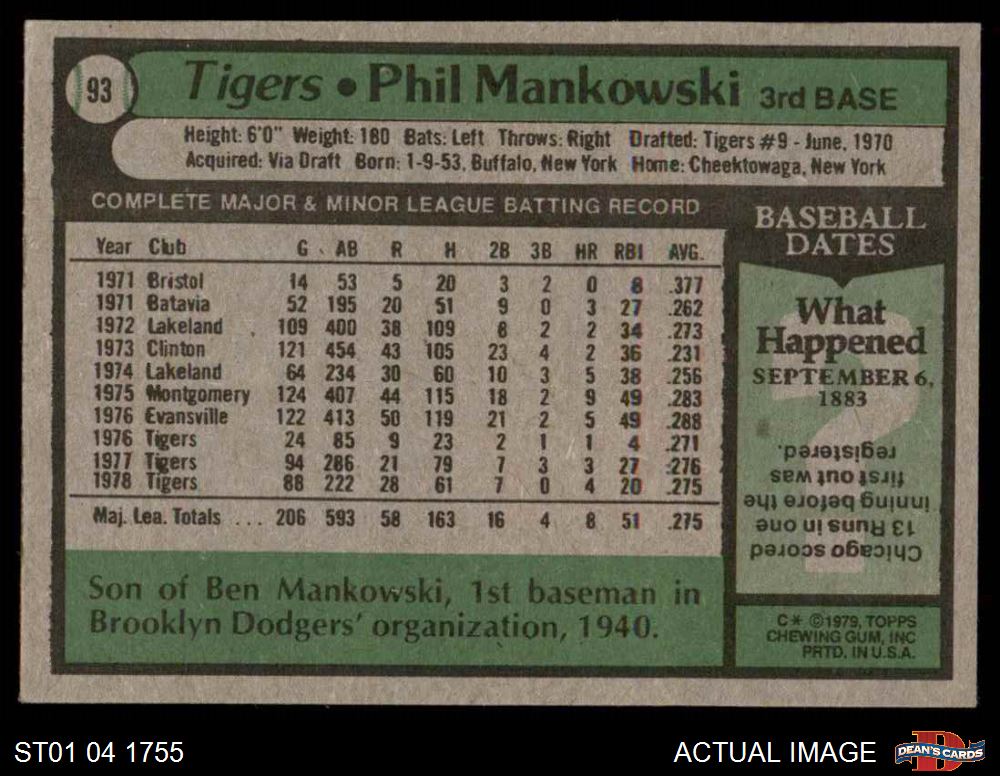 93
Tigers • Phil Mankowski 3rd BASE
Height: 6'0" Weight: 180 Bats: Left Throws: Right Drafted: Tigers #9 - June, 1970
Acquired: Via Draft Born: 1-9-53, Buffalo, New York Home: Cheektowaga, New York
COMPLETE MAJOR & MINOR LEAGUE BATTING RECORD
Year Club G AB R H 2B 3B HR RBI AVG.
1971 Bristol 14 53 5 20 3 2 0 8 .377
1971 Batavia 52 195 20 51 9 0 3 27 .262
1972 Lakeland 109 400 38 109 8 2 2 34 .273
1973 Clinton 121 454 43 105 23 4 2 36 .231
1974 Lakeland 64 234 30 60 10 3 5 38 .256
1975 Montgomery 124 407 44 115 18 2 9 49 .283
1976 Evansville 122 413 50 119 21 2 5 49 .288
1976 Tigers 24 85 9 23 2 1 1 4 .271
1977 Tigers 94 286 21 79 7 3 3 27 .276
1978 Tigers 88 222 28 61 7 0 4 20 .275
Maj. Lea. Totals ... 206 593 58 163 16 4 8 51 .275
Son of Ben Mankowski, 1st baseman in
Brooklyn Dodgers' organization, 1940.
BASEBALL
DATES
What
Happened
SEPTEMBER 6,
1883
?
Chicago scored
13 Runs in one
inning before the
first out was
registered.
C* ©1979, TOPPS
CHEWING GUM, INC
PRTD. IN U.S.A.
ST01 04 1755
ACTUAL IMAGE
D
DEAN'S CARDS